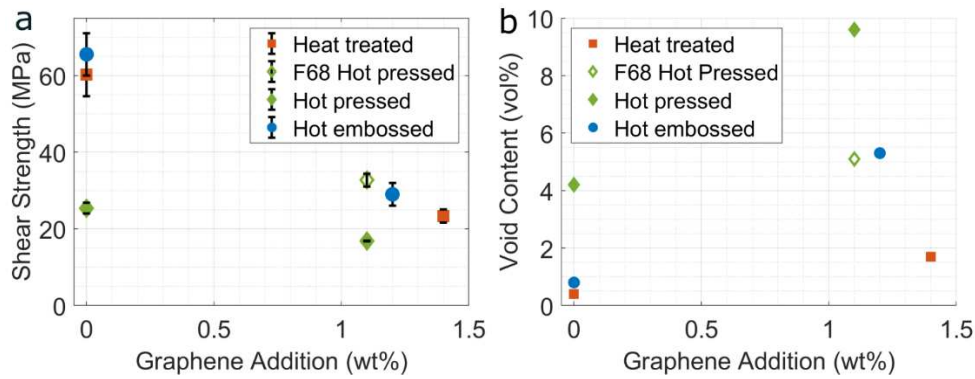 a
Shear Strength (MPa)
60
40
20
0
Heat treated
F68 Hot pressed
Hot pressed
Hot embossed
0
0.5
1
1.5
Graphene Addition (wt%)
b
Void Content (vol%)
10
8
6
4
2
0
Heat treated
F68 Hot Pressed
Hot pressed
Hot embossed
0
0.5
1
1.5
Graphene Addition (wt%)